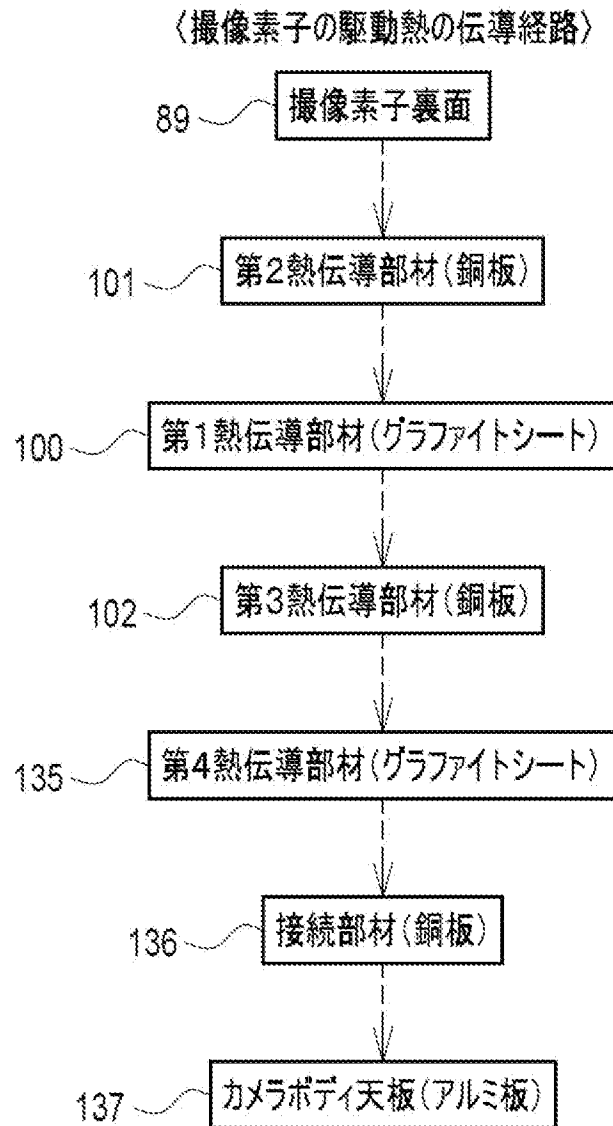 〈撮像素子の駆動熱の伝導経路〉
89
撮像素子裏面
101
第2熱伝導部材(銅板)
100
第1熱伝導部材(グラファイトシート)
102
第3熱伝導部材(銅板)
135
第4熱伝導部材(グラファイトシート)
136
接続部材(銅板)
137
カメラボディ天板(アルミ板)